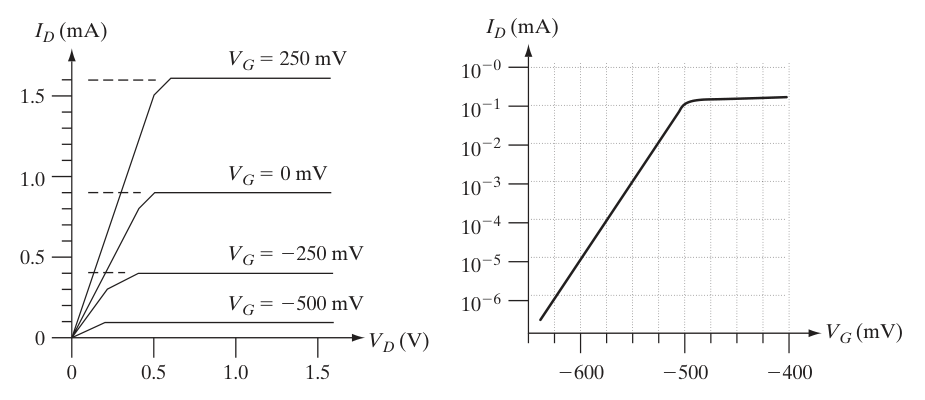 I_D (mA)
V_G = 250 mV
1.5
1.0
V_G = 0 mV
0.5
V_G = −250 mV
V_G = −500 mV
0
V_D (V)
0 0.5 1.0 1.5
I_D (mA)
10⁻⁰
10⁻¹
10⁻²
10⁻³
10⁻⁴
10⁻⁵
10⁻⁶
V_G (mV)
−600 −500 −400